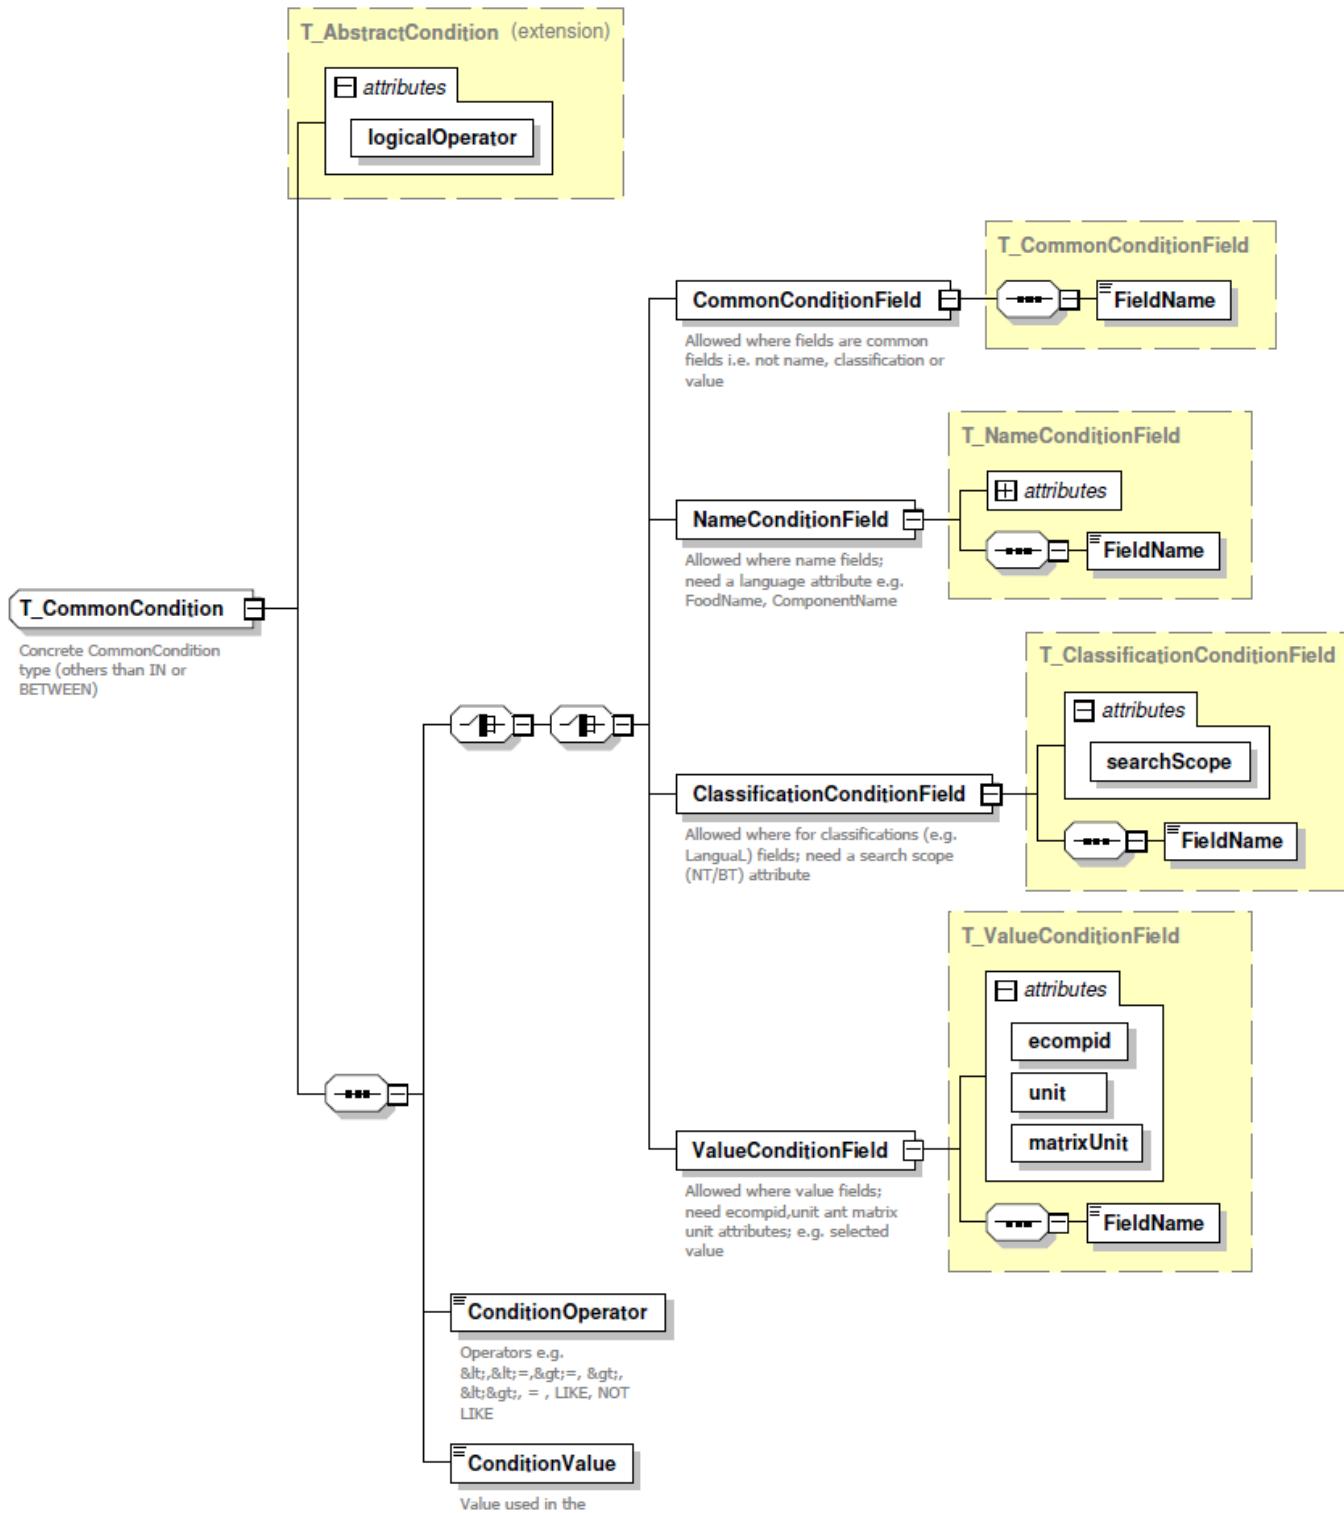 T_AbstractCondition (extension)
attributes
logicalOperator
T_CommonConditionField
CommonConditionField
FieldName
Allowed where fields are common
fields i.e. not name, classification or
value
T_NameConditionField
attributes
NameConditionField
FieldName
Allowed where name fields;
need a language attribute e.g.
FoodName, ComponentName
T_CommonCondition
Concrete CommonCondition
type (others than IN or
BETWEEN)
T_ClassificationConditionField
attributes
searchScope
ClassificationConditionField
FieldName
Allowed where for classifications (e.g.
LanguaL) fields; need a search scope
(NT/BT) attribute
T_ValueConditionField
attributes
ecompid
unit
matrixUnit
ValueConditionField
FieldName
Allowed where value fields;
need ecompid,unit ant matrix
unit attributes; e.g. selected
value
ConditionOperator
Operators e.g.
&lt;,&lt;=,&gt;=, &gt;,
&lt;&gt;, = , LIKE, NOT
LIKE
ConditionValue
Value used in the